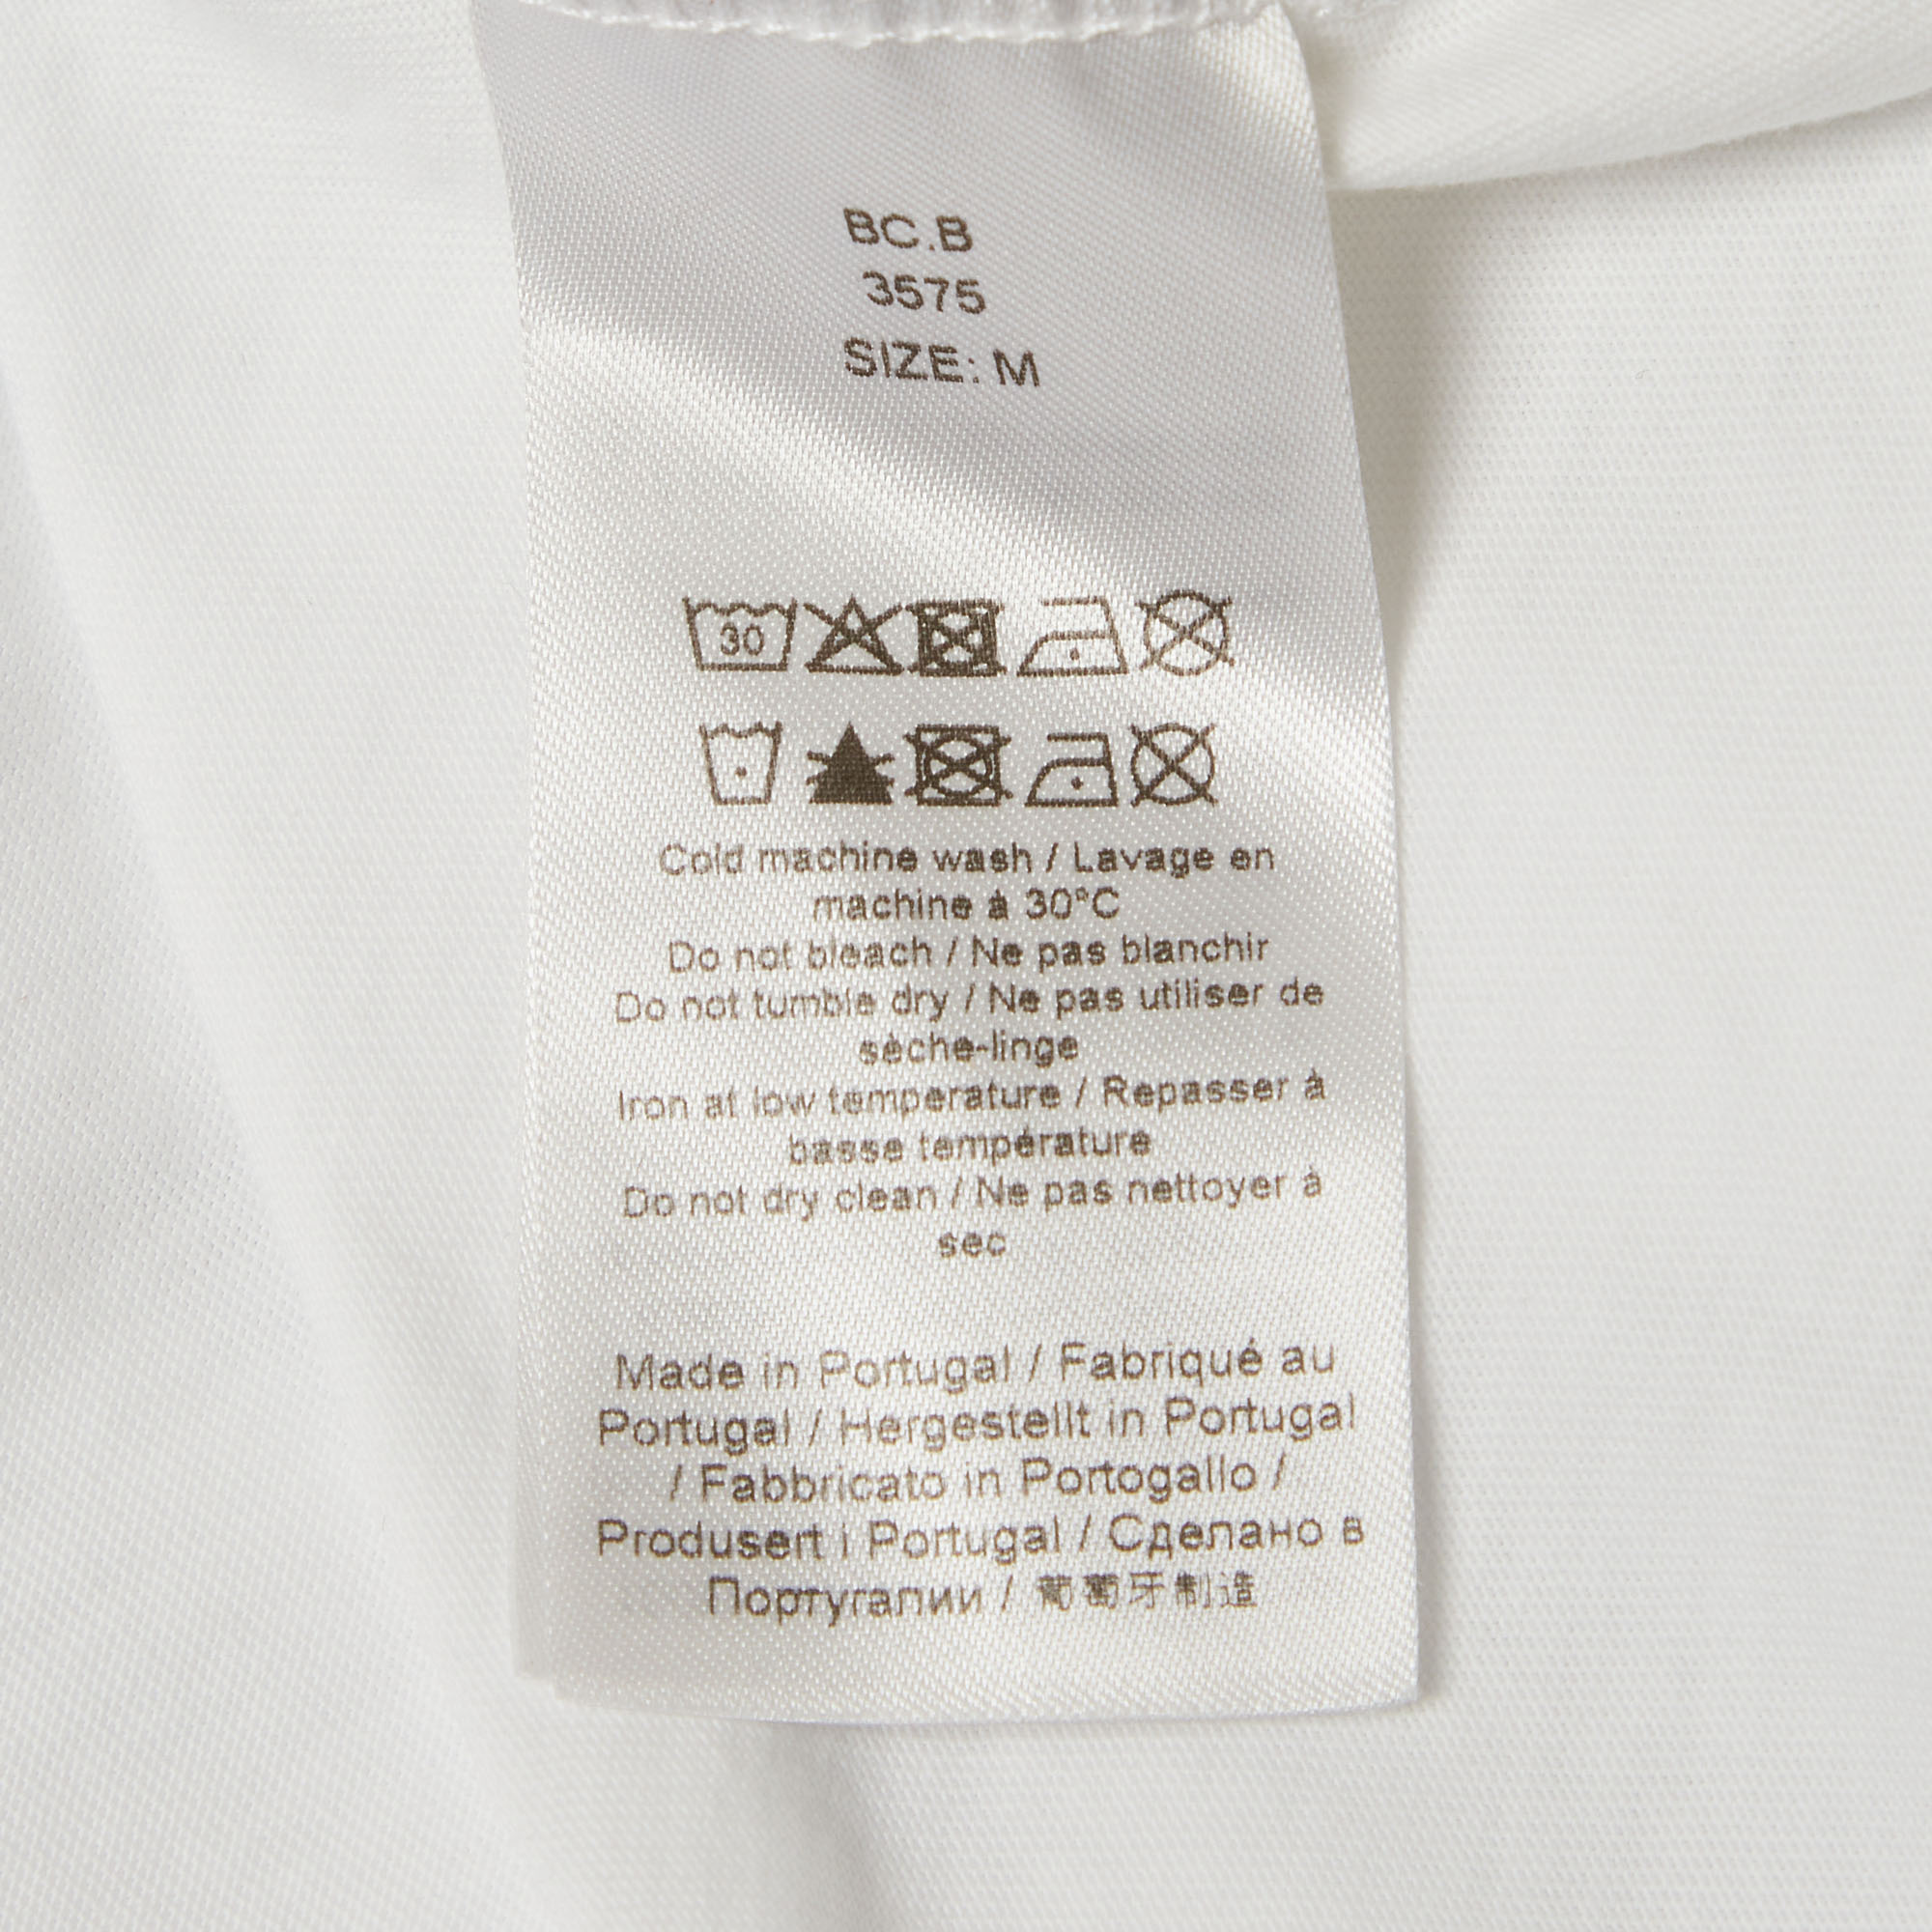 BC.B
3575
SIZE: M
30
Cold machine wash / Lavage en
machine à 30°C
Do not bleach / Ne pas blanchir
Do not tumble dry / Ne pas utiliser de
sèche-linge
Iron at low temperature / Repasser à
basse température
Do not dry clean / Ne pas nettoyer à
sec
Made in Portugal / Fabriqué au
Portugal / Hergestellt in Portugal
/ Fabbricato in Portogallo /
Produsert i Portugal / Сделано в
Португалии / 葡萄牙制造